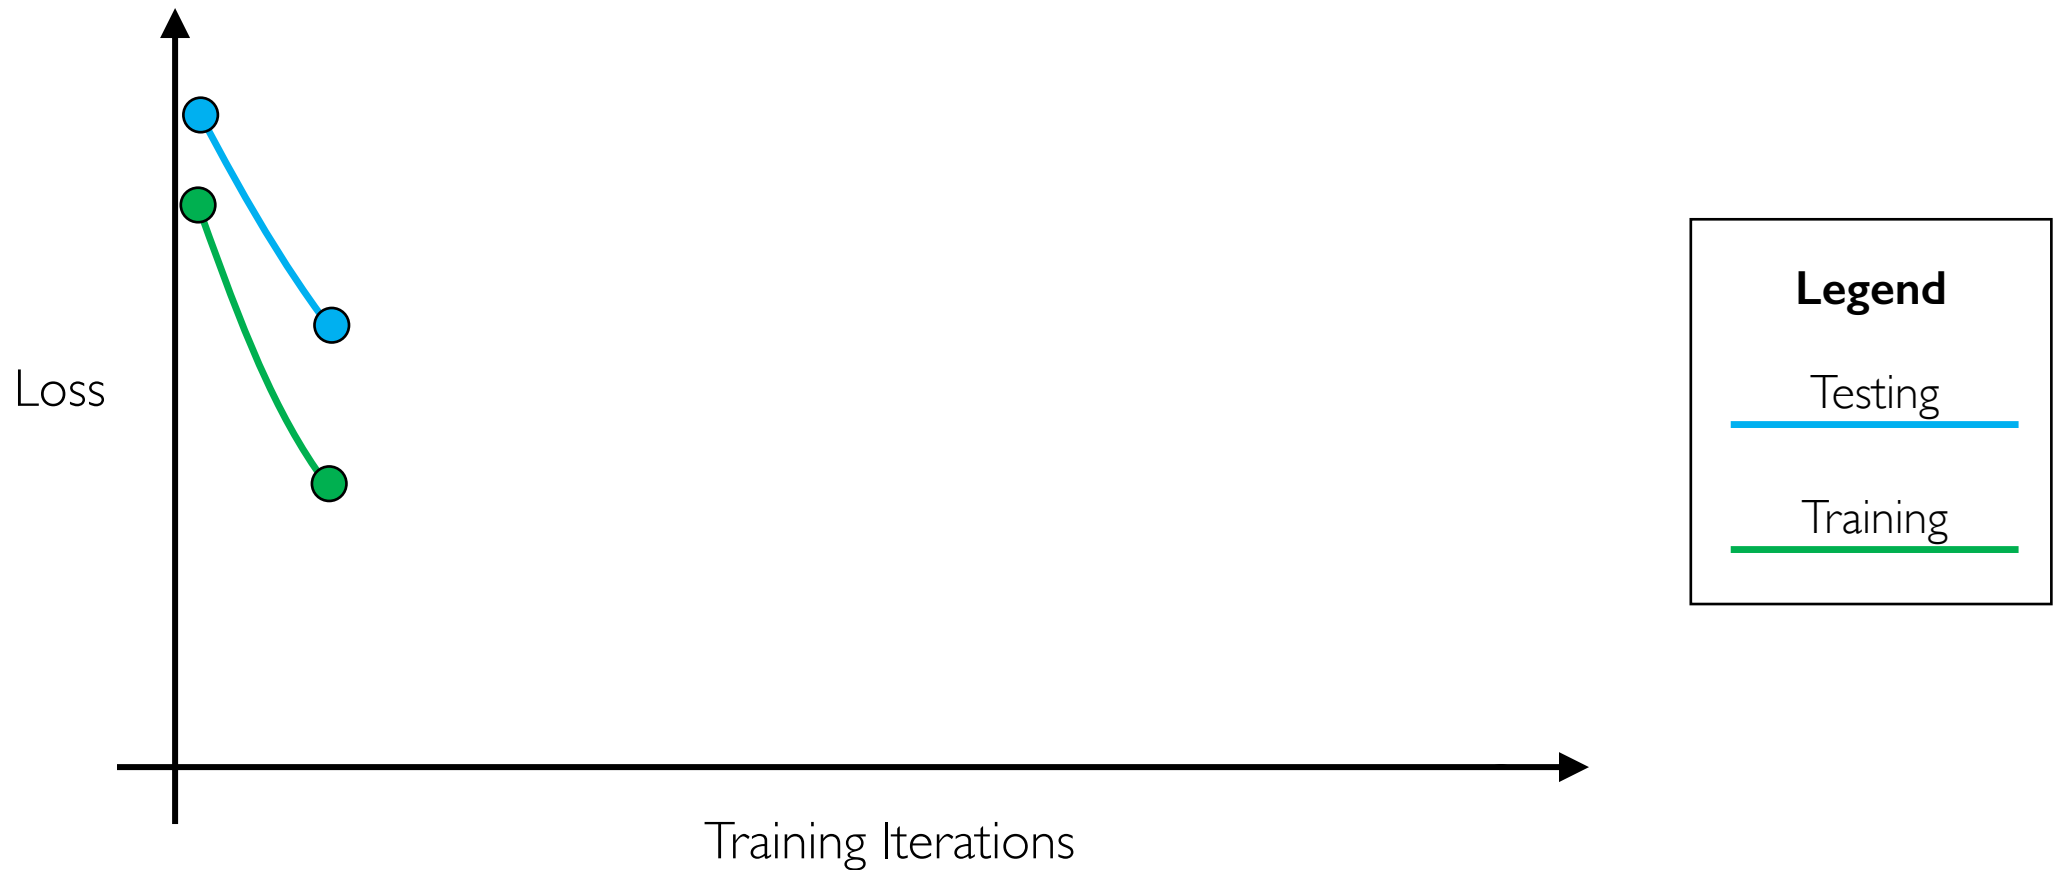 Loss
Training Iterations
Legend
Testing
Training